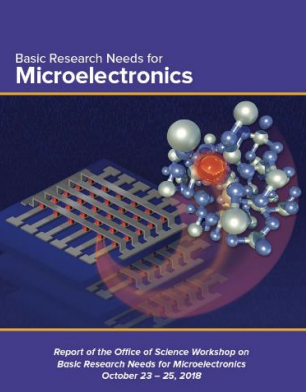 Basic Research Needs for
Microelectronics
Report of the Office of Science Workshop on
Basic Research Needs for Microelectronics
October 23 – 25, 2018